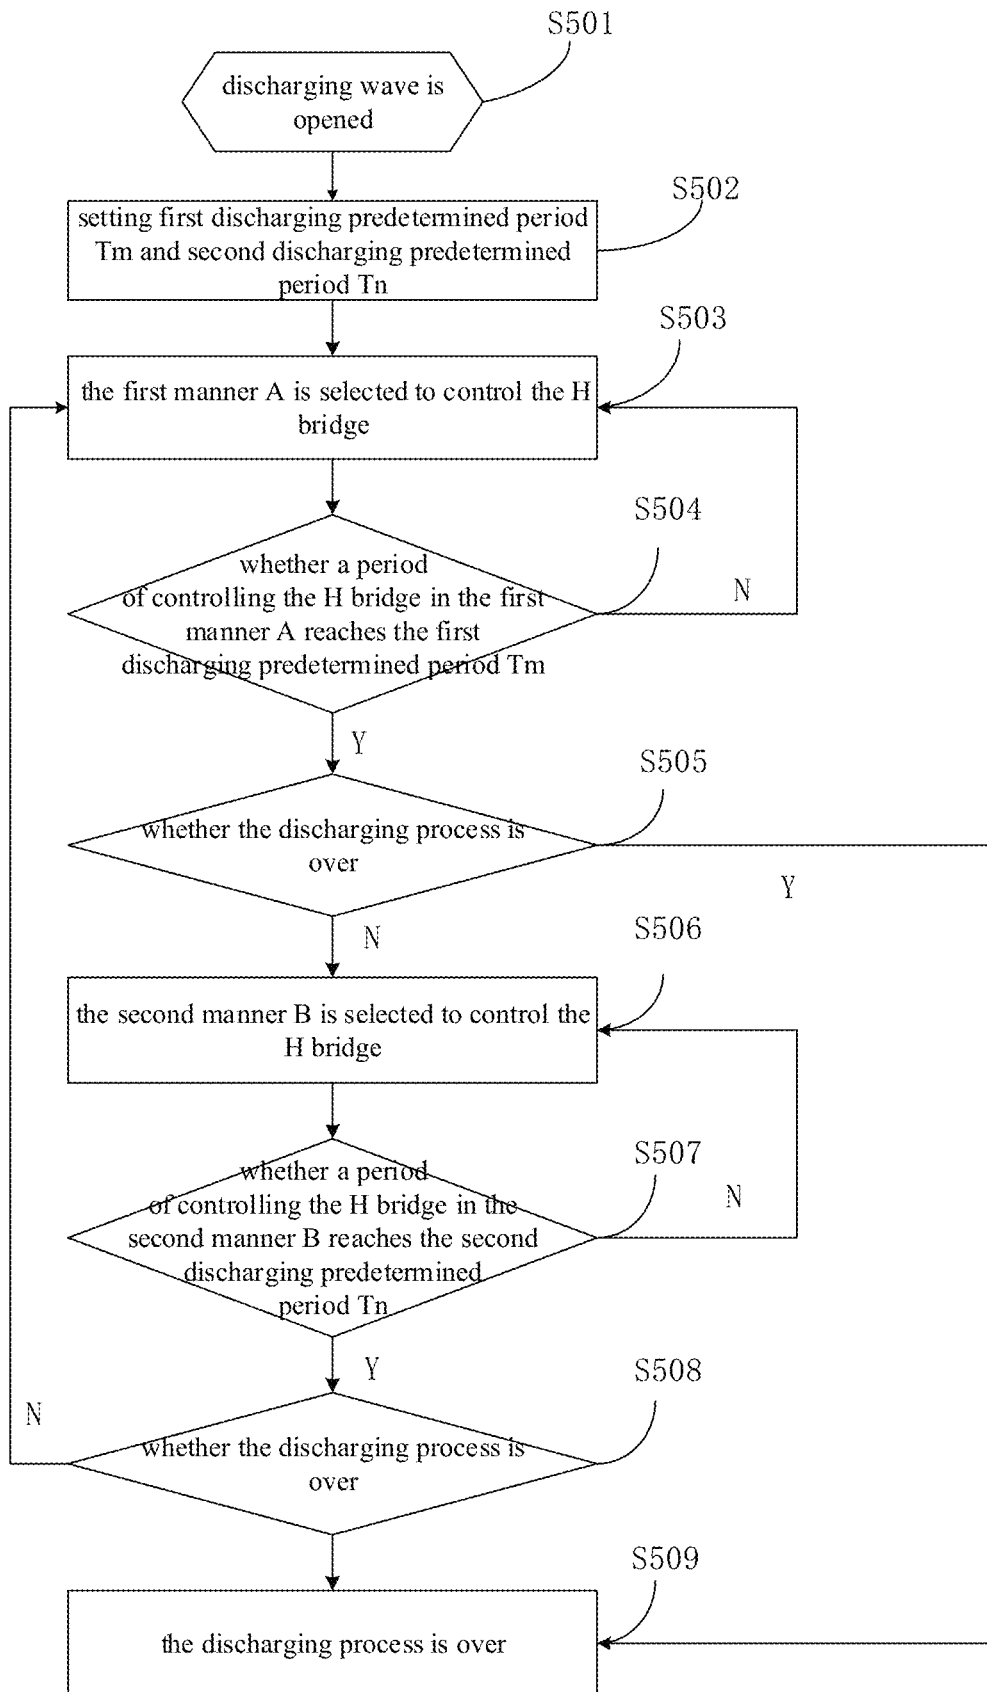 S501
discharging wave is
opened
S502
setting first discharging predetermined period
Tm and second discharging predetermined
period Tn
S503
the first manner A is selected to control the H
bridge
S504
whether a period
of controlling the H bridge in the first
manner A reaches the first
discharging predetermined period Tm
N
Y
S505
whether the discharging process is
over
Y
N
S506
the second manner B is selected to control the
H bridge
S507
whether a period
of controlling the H bridge in the
second manner B reaches the second
discharging predetermined
period Tn
N
Y
S508
N
whether the discharging process is
over
S509
the discharging process is over